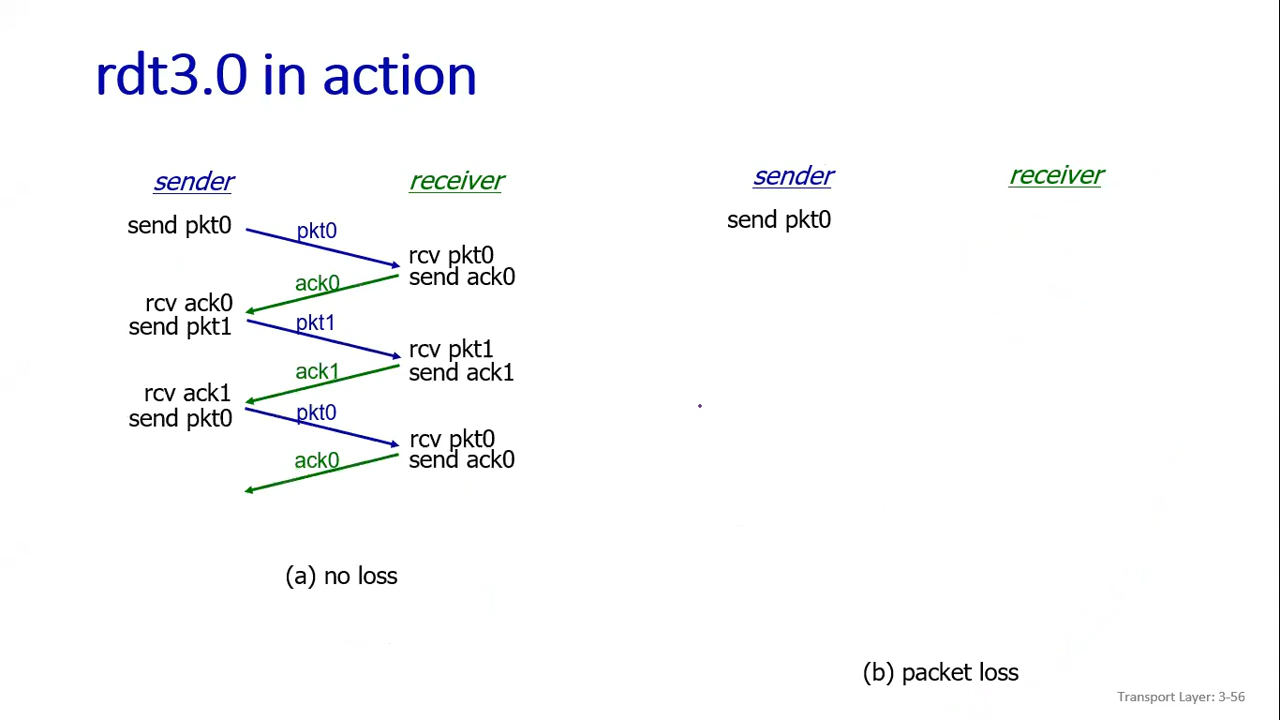 rdt3.0 in action
sender
receiver
send pkt0
pkt0
rcv pkt0
send ack0
ack0
rcv ack0
send pkt1
pkt1
rcv pkt1
send ack1
ack1
rcv ack1
send pkt0
pkt0
rcv pkt0
send ack0
ack0
(a) no loss
sender
receiver
send pkt0
(b) packet loss
Transport Layer: 3-56